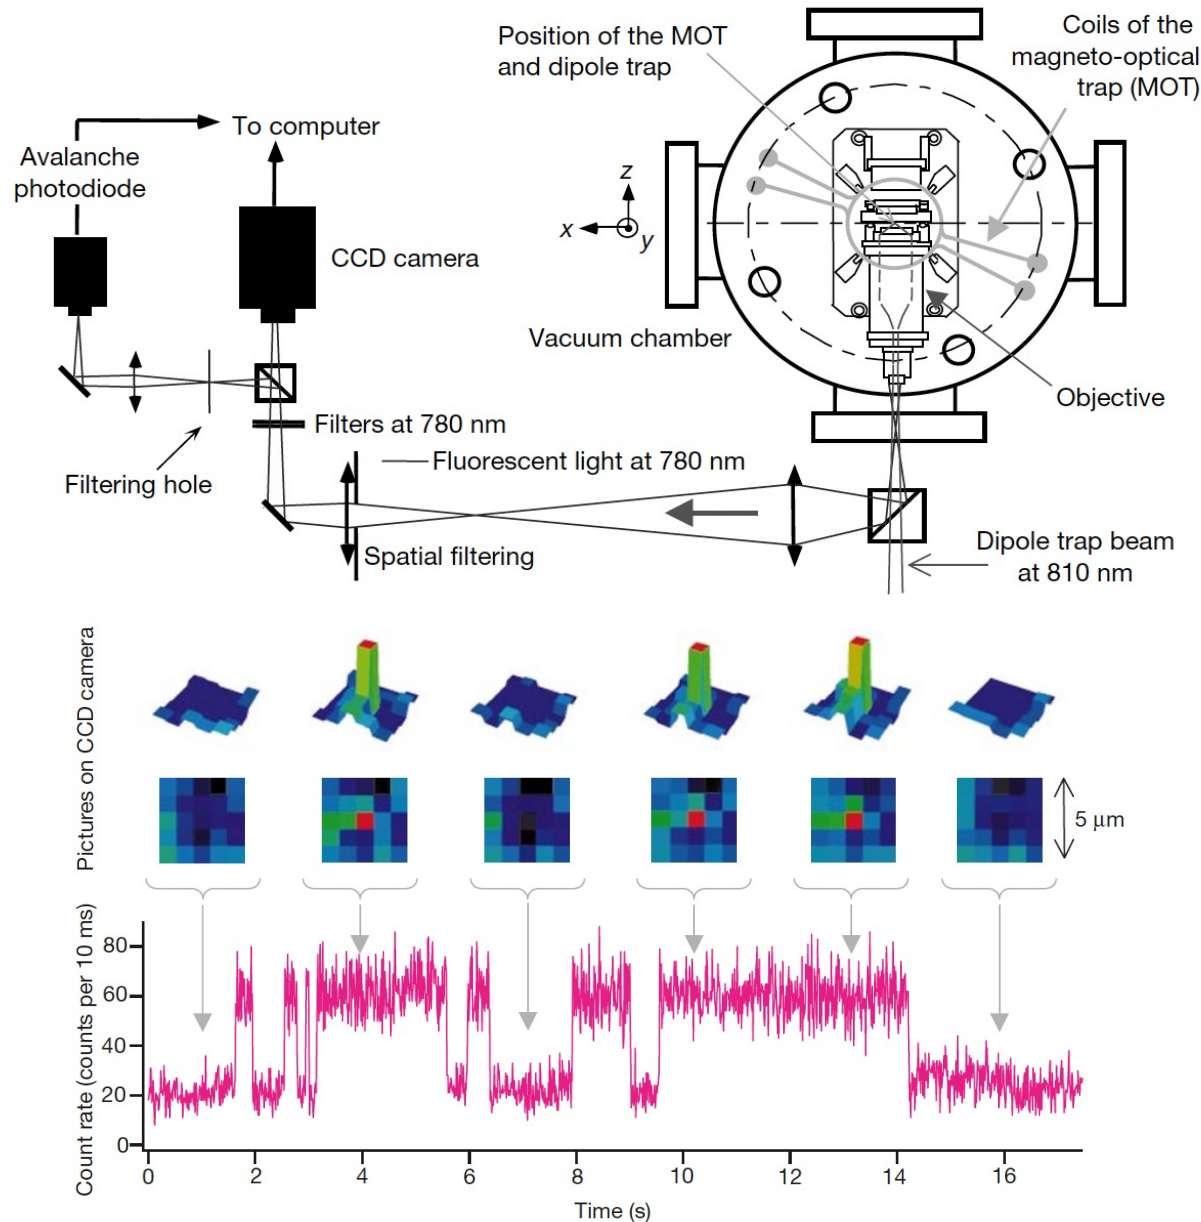 Position of the MOT
and dipole trap
Coils of the
magneto-optical
trap (MOT)
To computer
Avalanche
photodiode
CCD camera
z
x
y
Vacuum chamber
Objective
Filters at 780 nm
Fluorescent light at 780 nm
Filtering hole
Spatial filtering
Dipole trap beam
at 810 nm
Pictures on CCD camera
5 μm
Count rate (counts per 10 ms)
80
60
40
20
0
0 2 4 6 8 10 12 14 16
Time (s)